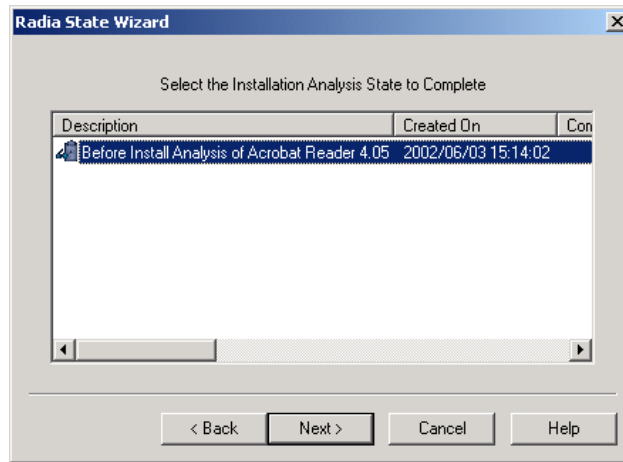 Radia State Wizard
Select the Installation Analysis State to Complete
Description Created On Con
Before Install Analysis of Acrobat Reader 4.05 2002/06/03 15:14:02
< Back Next > Cancel Help